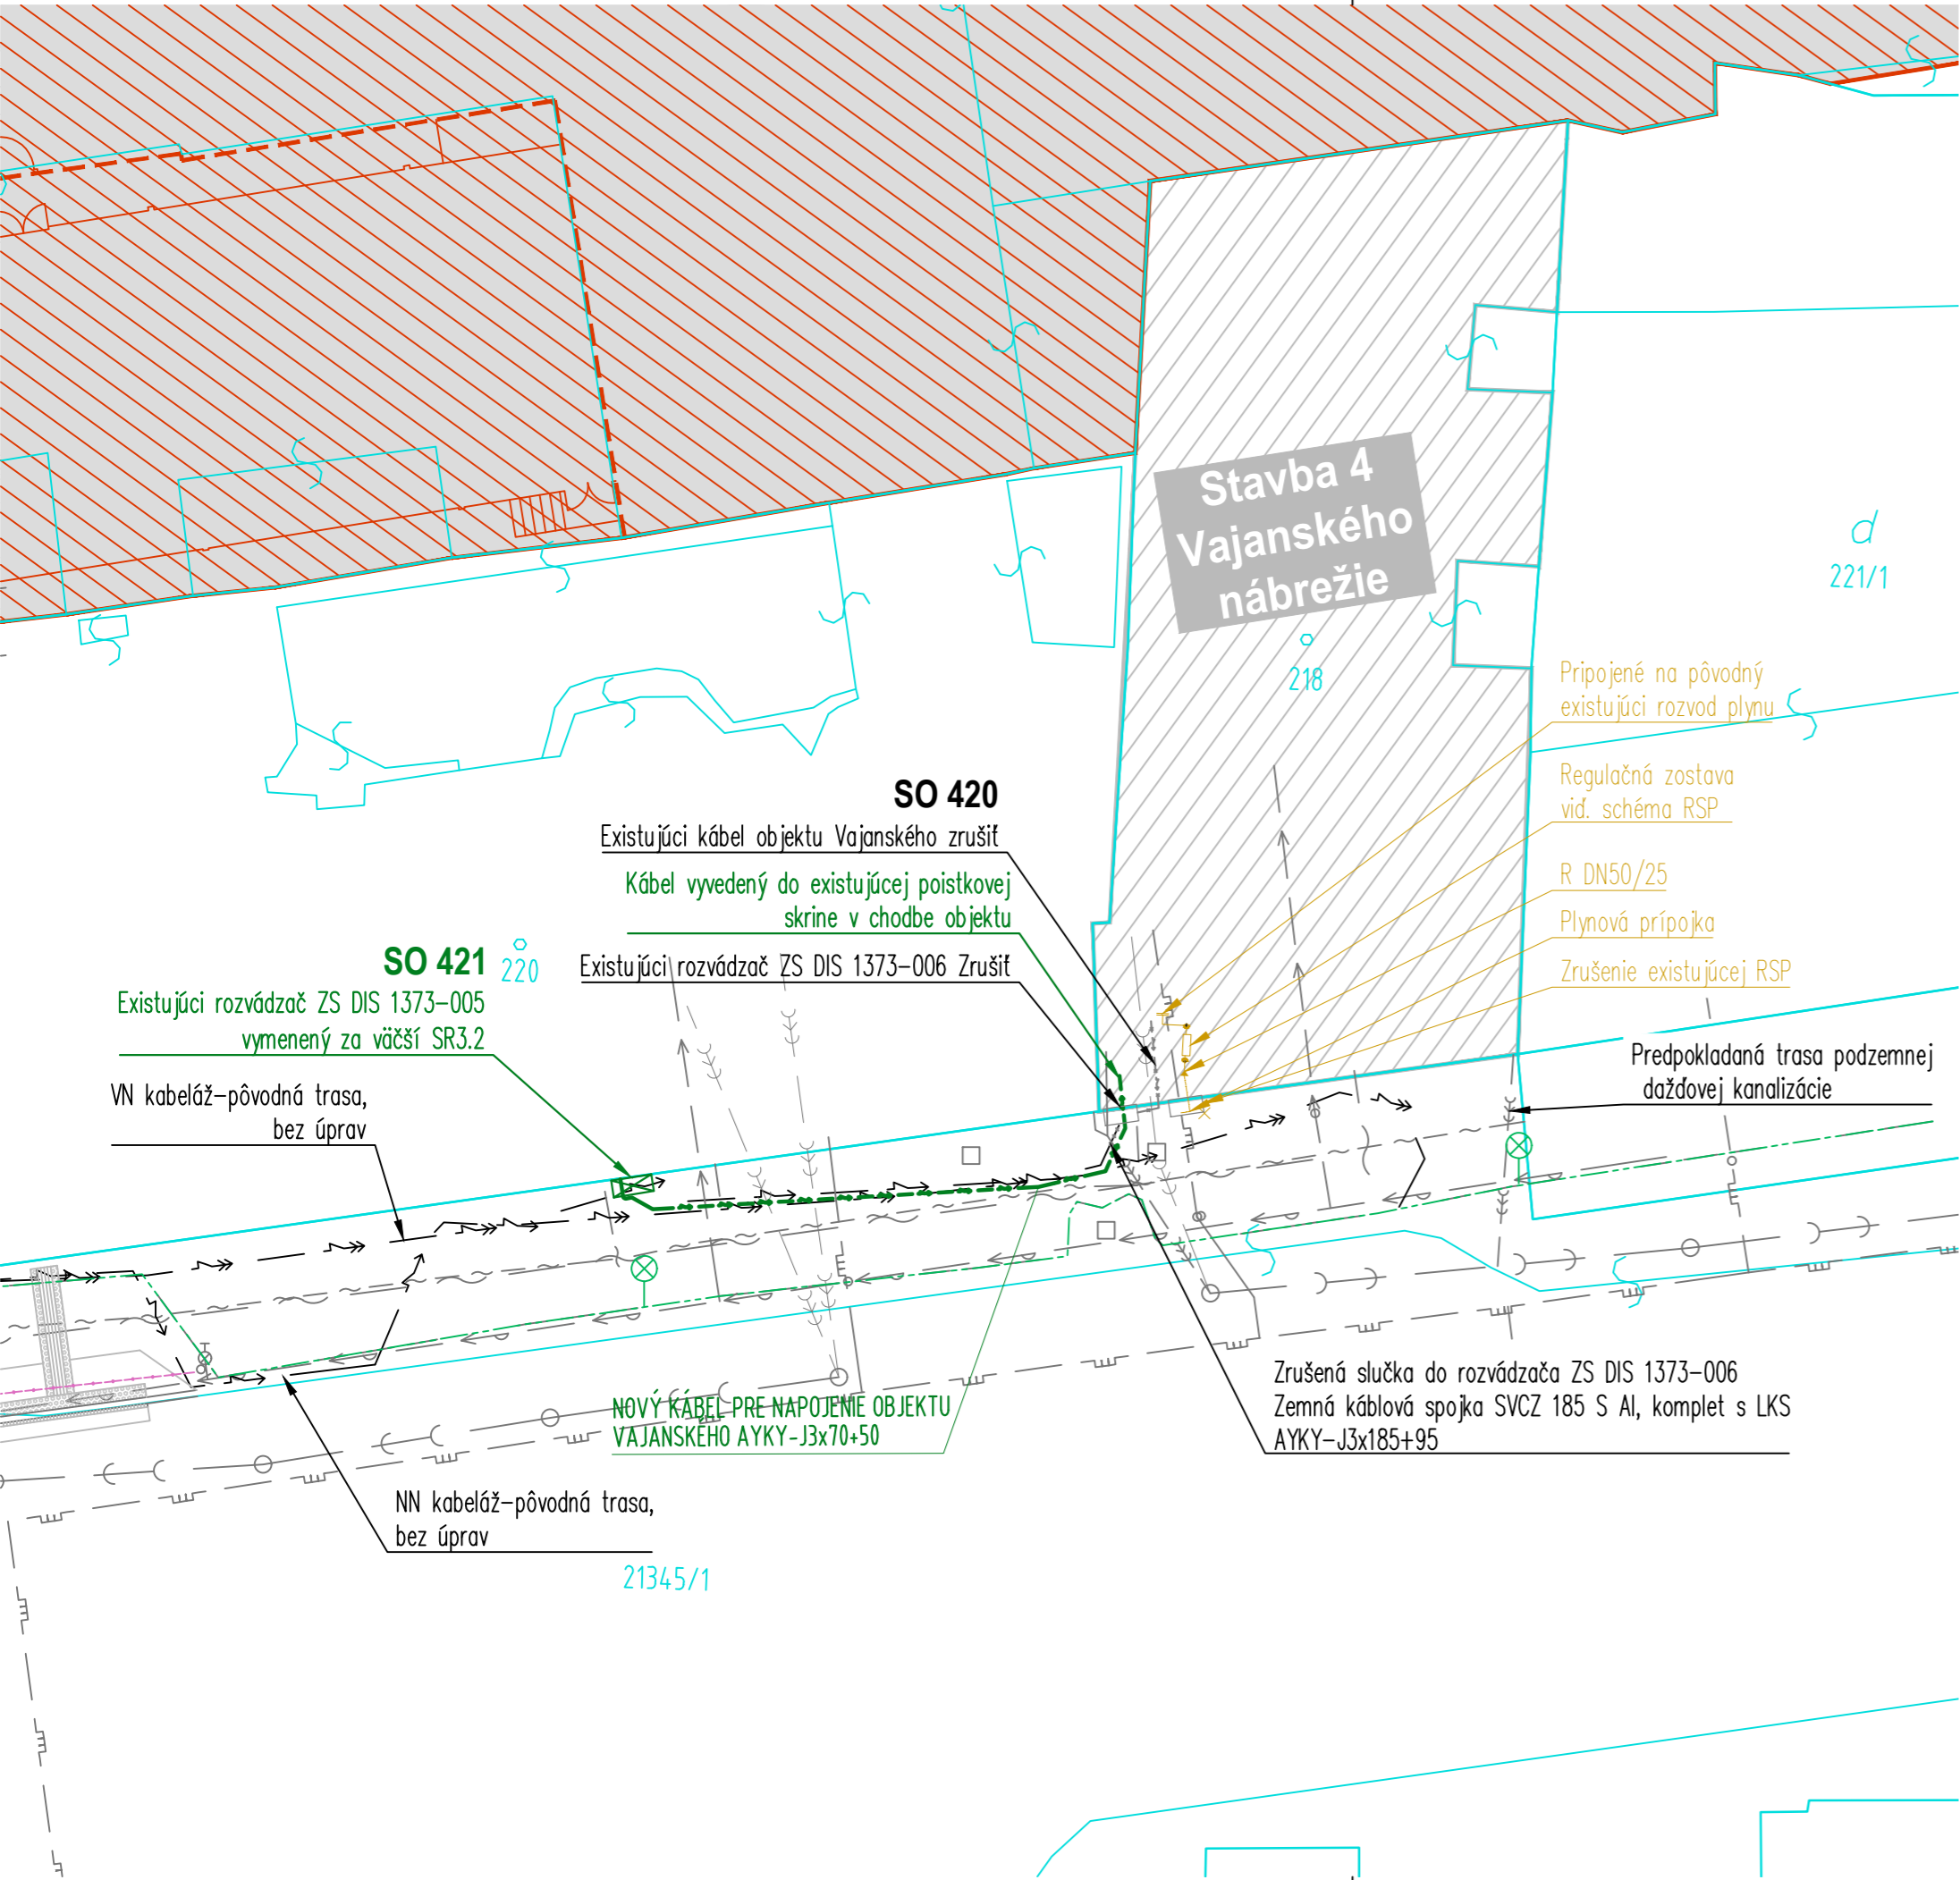 Stavba 4
Vajanského
nábrežie
d
221/1
218
Pripojené na pôvodný
existujúci rozvod plynu
Regulačná zostava
viď. schéma RSP
R DN50/25
Plynová prípojka
Zrušenie existujúcej RSP
SO 420
Existujúci kábel objektu Vajanského zrušiť
Kábel vyvedený do existujúcej poistkovej
skrine v chodbe objektu
Existujúci rozvádzač ZS DIS 1373-006 Zrušiť
SO 421
220
Existujúci rozvádzač ZS DIS 1373-005
vymenený za väčší SR3.2
VN kabeláž-pôvodná trasa,
bez úprav
Predpokladaná trasa podzemnej
dažďovej kanalizácie
NOVÝ KÁBEL PRE NAPOJENIE OBJEKTU
VAJANSKÉHO AYKY-J3x70+50
Zrušená slučka do rozvádzača ZS DIS 1373-006
Zemná káblová spojka SVCZ 185 S Al, komplet s LKS
AYKY-J3x185+95
NN kabeláž-pôvodná trasa,
bez úprav
21345/1